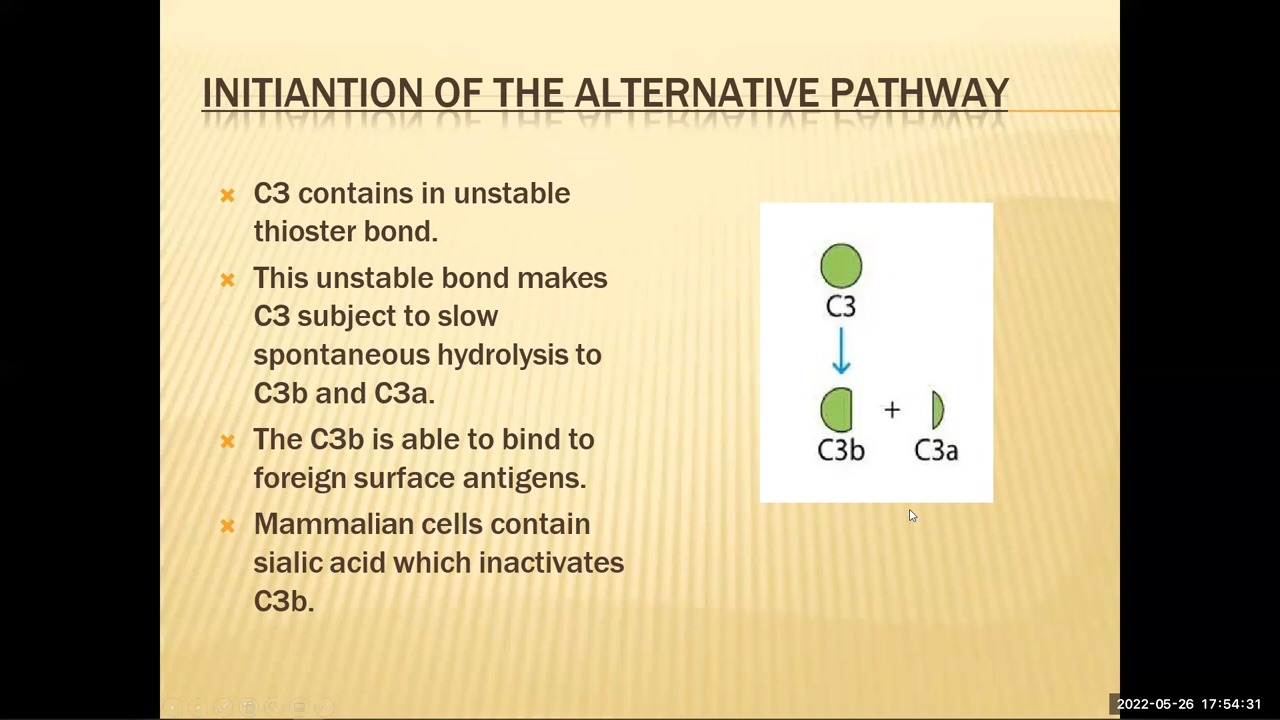 INITIANTION OF THE ALTERNATIVE PATHWAY
C3 contains in unstable
thioster bond.
This unstable bond makes
C3 subject to slow
spontaneous hydrolysis to
C3b and C3a.
The C3b is able to bind to
foreign surface antigens.
Mammalian cells contain
sialic acid which inactivates
C3b.
C3
+
C3b C3a
2022-05-26 17:54:31